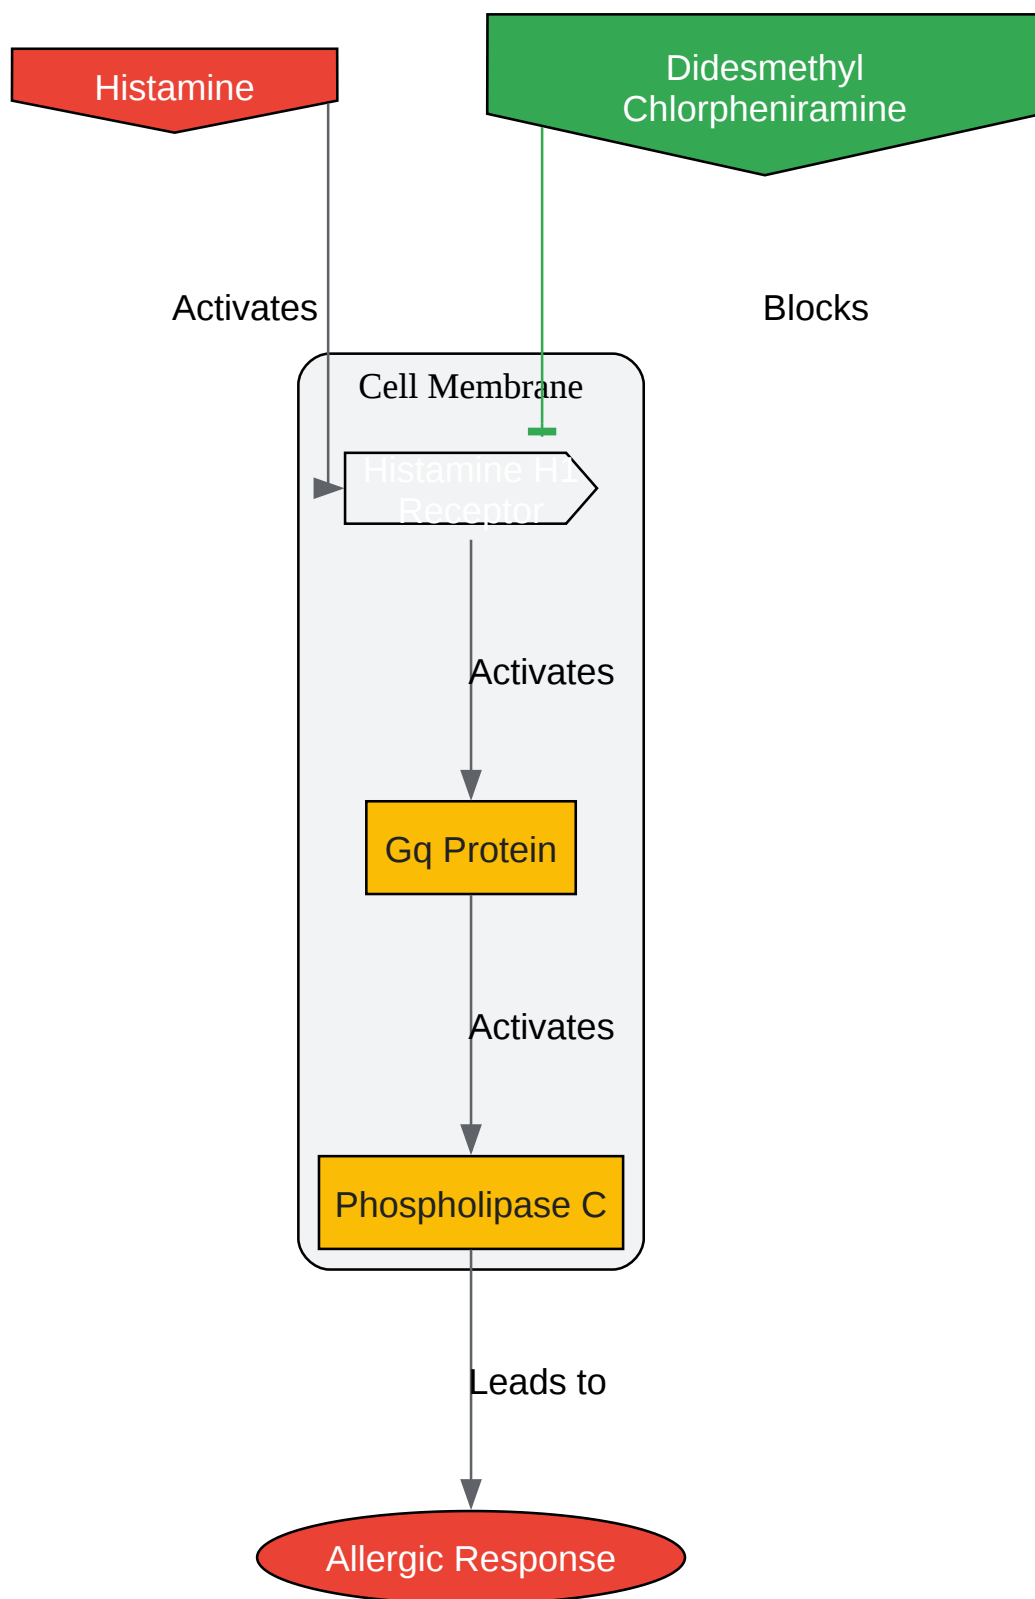 Histamine
Didesmethyl
Chlorpheniramine
Activates
Blocks
Cell Membrane
Histamine H1
Receptor
Activates
Gq Protein
Activates
Phospholipase C
Leads to
Allergic Response